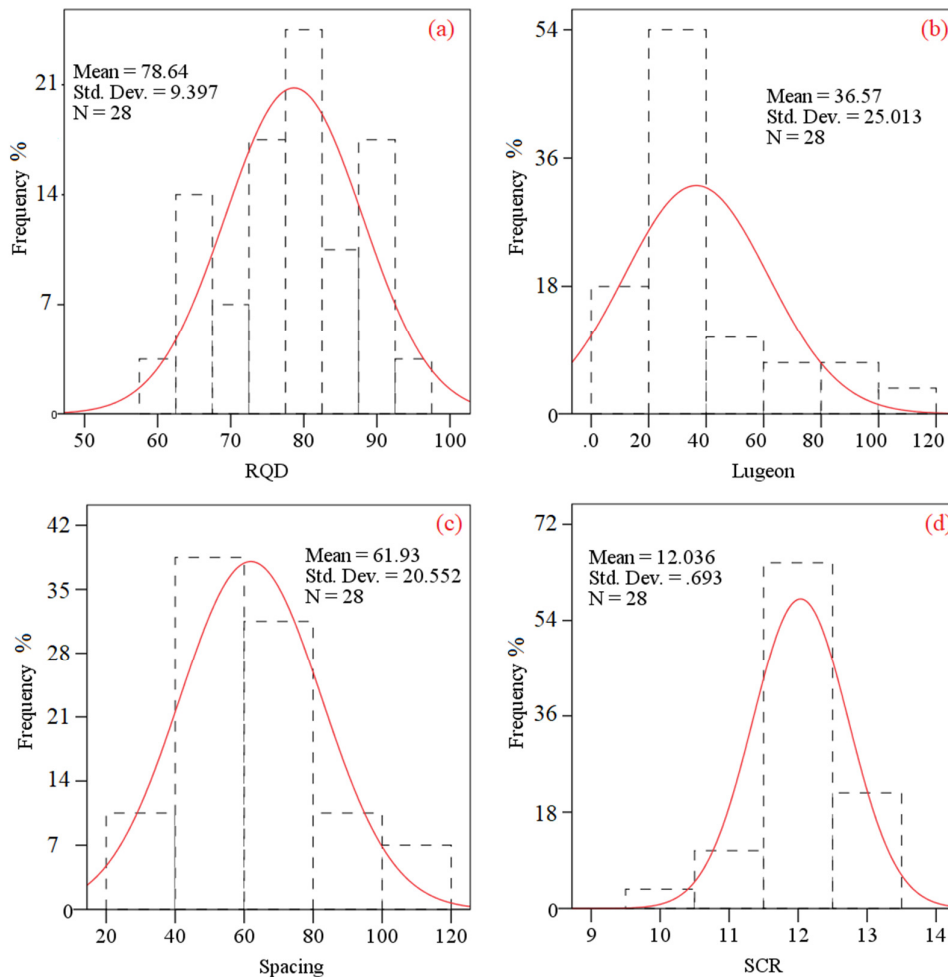 (a)
Mean = 78.64
Std. Dev. = 9.397
N = 28
Frequency %
21
14
7
0
50 60 70 80 90 100
RQD
(b)
Mean = 36.57
Std. Dev. = 25.013
N = 28
Frequency %
54
36
18
0
.0 20 40 60 80 100 120
Lugeon
(c)
Mean = 61.93
Std. Dev. = 20.552
N = 28
Frequency %
42
35
28
21
14
7
0
20 40 60 80 100 120
Spacing
(d)
Mean = 12.036
Std. Dev. = .693
N = 28
Frequency %
72
54
36
18
0
9 10 11 12 13 14
SCR